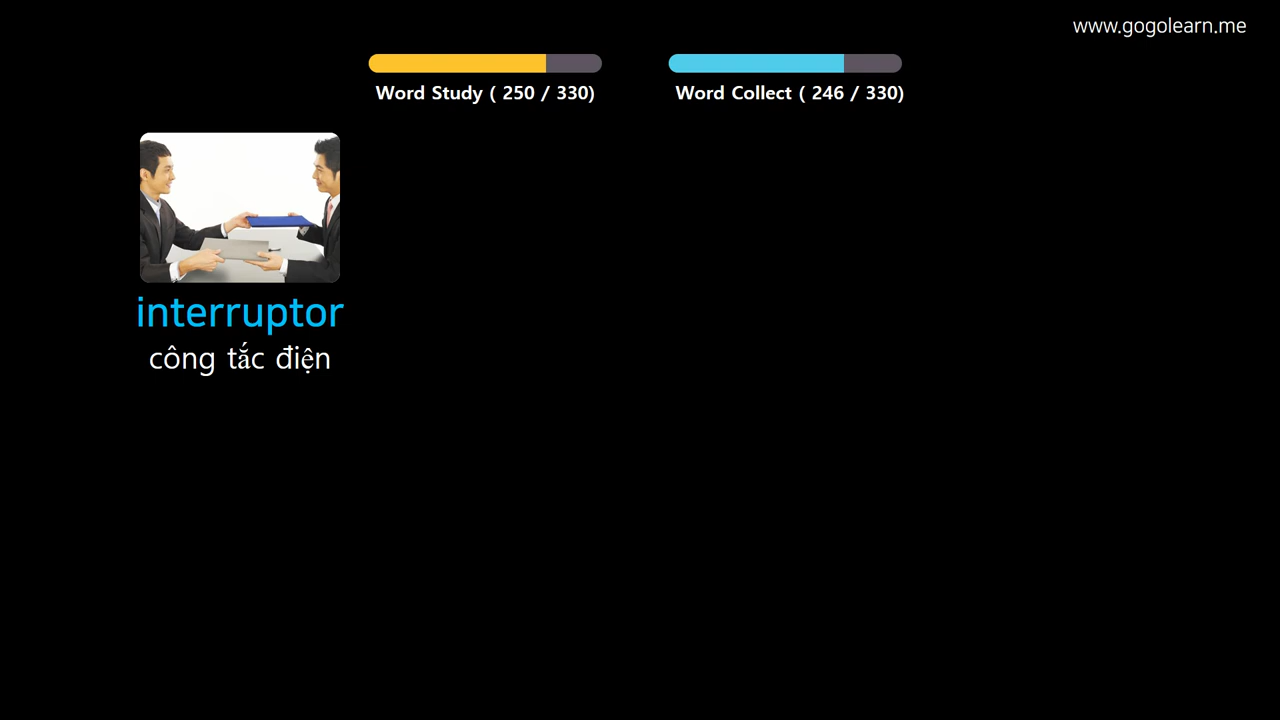 www.gogolearn.me
Word Study ( 250 / 330)
Word Collect ( 246 / 330)
interruptor
công tắc điện